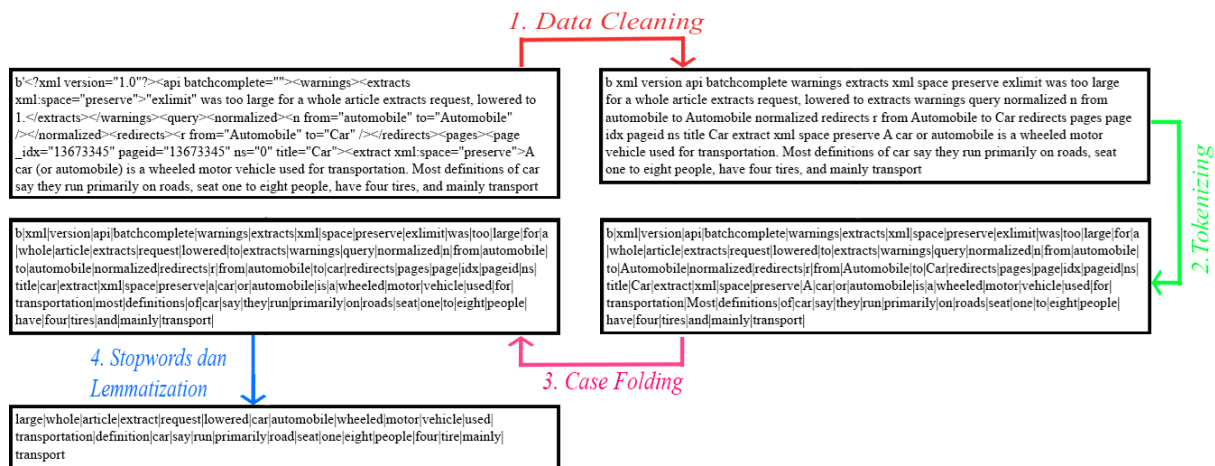 1. Data Cleaning
b'<?xml version="1.0"?><api batchcomplete=""><warnings><extracts
xml:space="preserve">"exlimit" was too large for a whole article extracts request, lowered to
1.</extracts></warnings><query><normalized><n from="automobile" to="Automobile"
/></normalized><redirects><r from="Automobile" to="Car" /></redirects><pages><page
_idx="13673345" pageid="13673345" ns="0" title="Car"><extract xml:space="preserve">A
car (or automobile) is a wheeled motor vehicle used for transportation. Most definitions of car
say they run primarily on roads, seat one to eight people, have four tires, and mainly transport
b xml version api batchcomplete warnings extracts xml space preserve exlimit was too large
for a whole article extracts request, lowered to extracts warnings query normalized n from
automobile to Automobile normalized redirects r from Automobile to Car redirects pages page
idx pageid ns title Car extract xml space preserve A car or automobile is a wheeled motor
vehicle used for transportation. Most definitions of car say they run primarily on roads, seat
one to eight people, have four tires, and mainly transport
2.Tokenizing
b|xml|version|api|batchcomplete|warnings|extracts|xml|space|preserve|exlimit|was|too|large|for|a
|whole|article|extracts|request|lowered|to|extracts|warnings|query|normalized|n|from|automobile|
to|Automobile|normalized|redirects|r|from|Automobile|to|Car|redirects|pages|page|idx|pageid|ns|
title|Car|extract|xml|space|preserve|A|car|or|automobile|is|a|wheeled|motor|vehicle|used|for|
transportation|Most|definitions|of|car|say|they|run|primarily|on|roads|seat|one|to|eight|people|
have|four|tires|and|mainly|transport|
3. Case Folding
b|xml|version|api|batchcomplete|warnings|extracts|xml|space|preserve|exlimit|was|too|large|for|a
|whole|article|extracts|request|lowered|to|extracts|warnings|query|normalized|n|from|automobile|
to|automobile|normalized|redirects|r|from|automobile|to|car|redirects|pages|page|idx|pageid|ns|
title|car|extract|xml|space|preserve|a|car|or|automobile|is|a|wheeled|motor|vehicle|used|for|
transportation|most|definitions|of|car|say|they|run|primarily|on|roads|seat|one|to|eight|people|
have|four|tires|and|mainly|transport|
4. Stopwords dan
Lemmatization
large|whole|article|extract|request|lowered|car|automobile|wheeled|motor|vehicle|used|
transportation|definition|car|say|run|primarily|road|seat|one|eight|people|four|tire|mainly|
transport